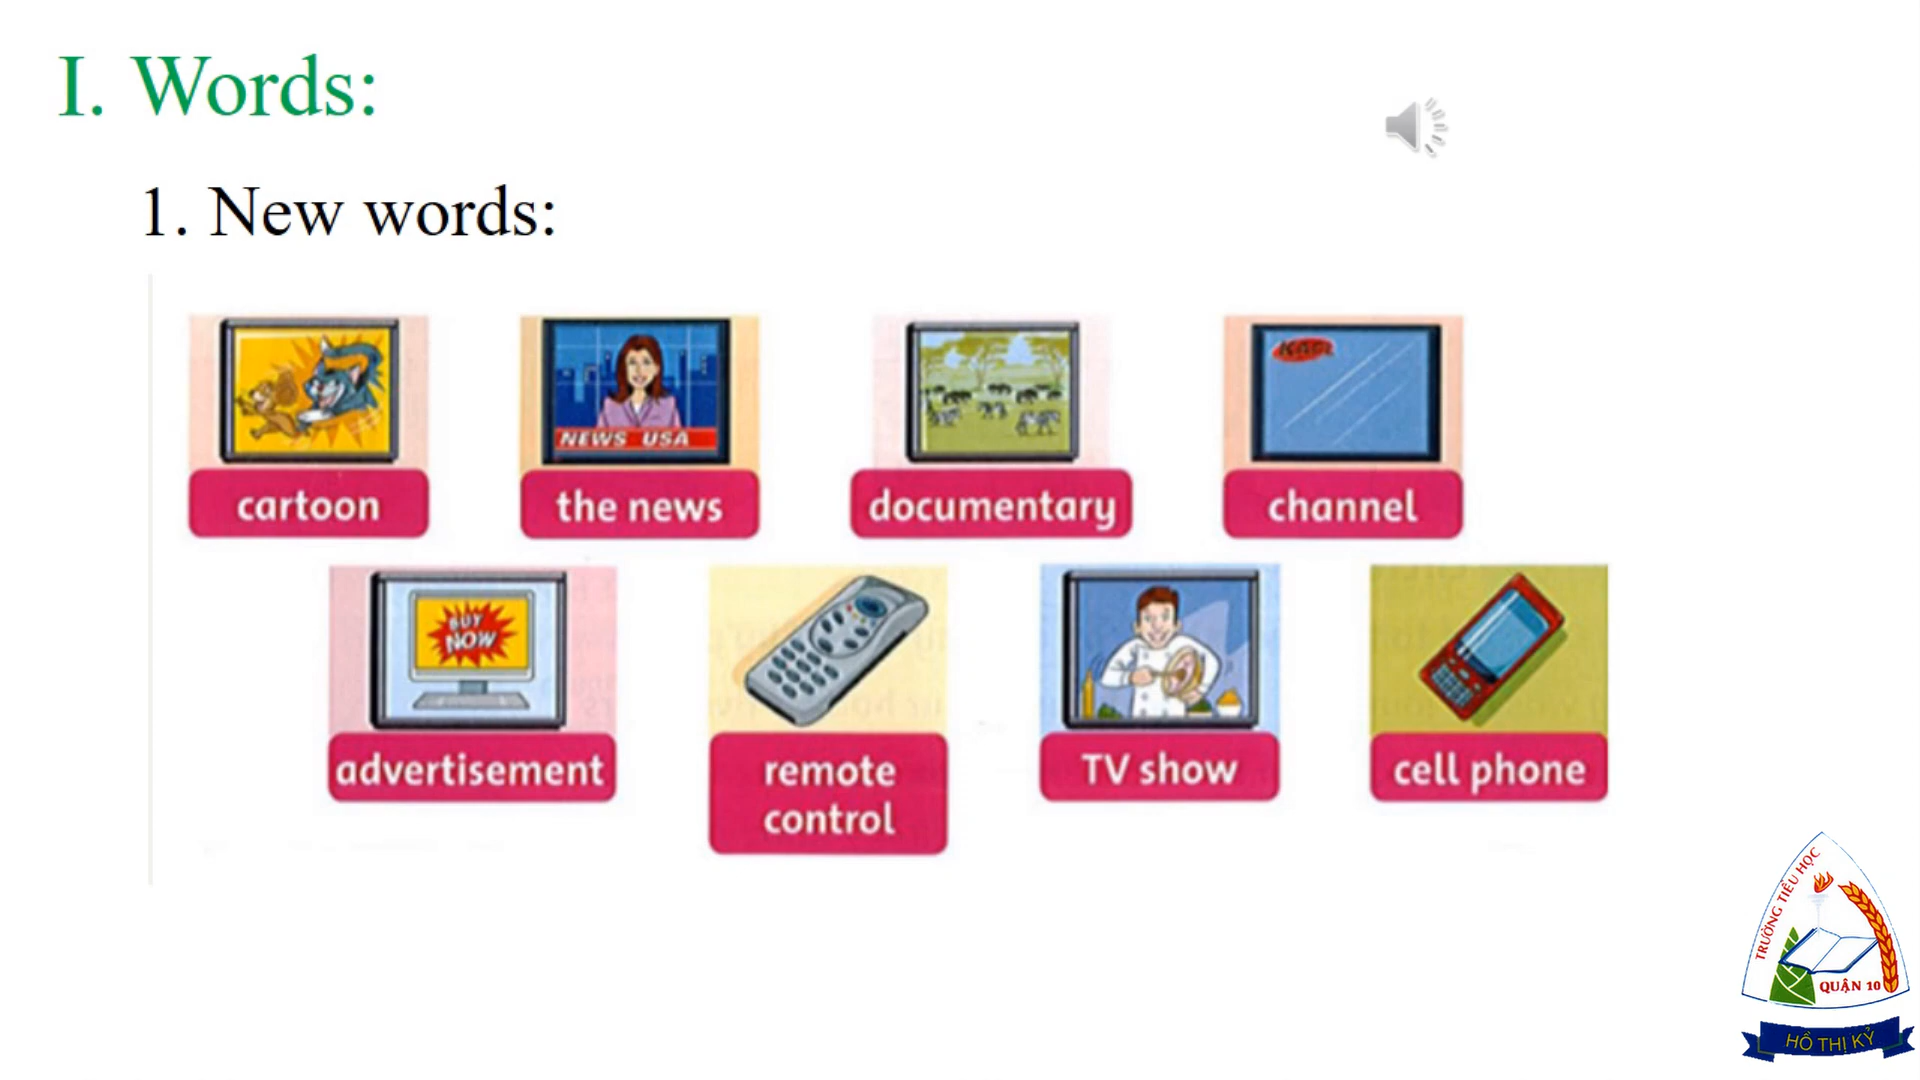 I. Words:
1. New words:
NEWS USA
cartoon
the news
documentary
channel
BUY
NOW
advertisement
remote
control
TV show
cell phone
TRƯỜNG TIỂU HỌC
QUẬN 10
HỒ THỊ KỶ